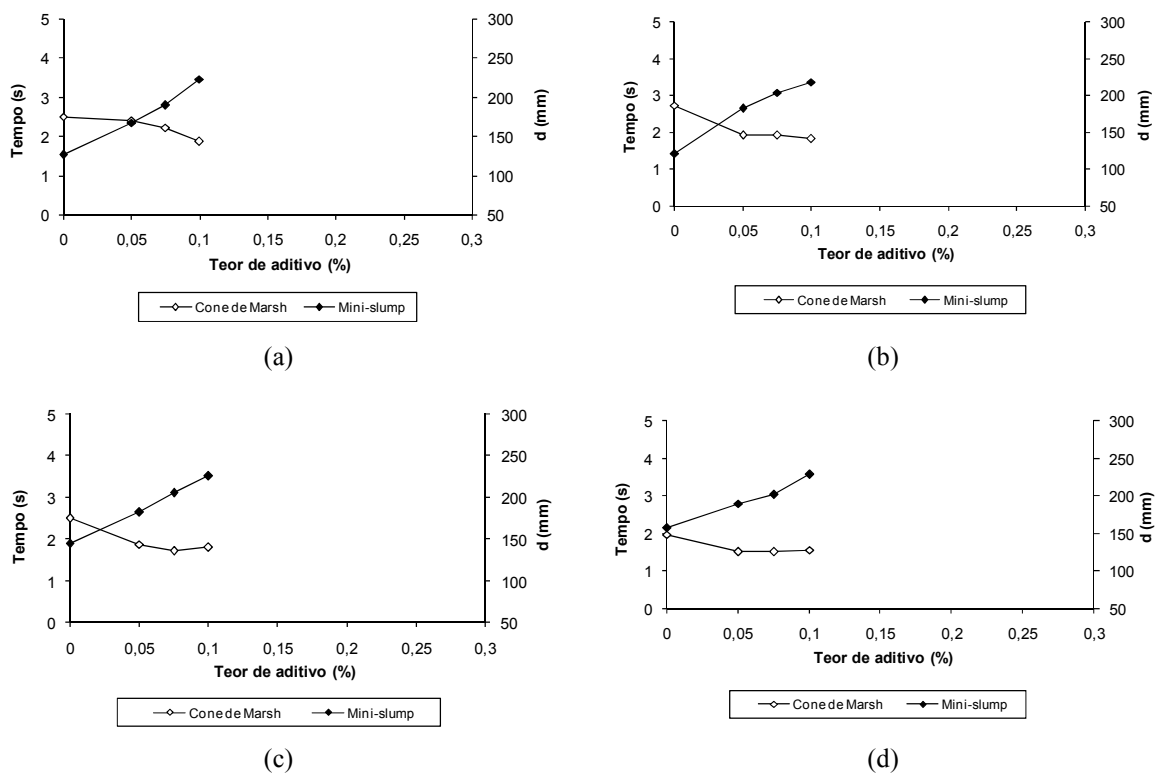 5
4
3
2
1
0
Tempo (s)
300
250
200
150
100
50
d (mm)
0 0,05 0,1 0,15 0,2 0,25 0,3
Teor de aditivo (%)
Cone de Marsh Mini-slump
(a)
5
4
3
2
1
0
Tempo (s)
300
250
200
150
100
50
d (mm)
0 0,05 0,1 0,15 0,2 0,25 0,3
Teor de aditivo (%)
Cone de Marsh Mini-slump
(b)
5
4
3
2
1
0
Tempo (s)
300
250
200
150
100
50
d (mm)
0 0,05 0,1 0,15 0,2 0,25 0,3
Teor de aditivo (%)
Cone de Marsh Mini-slump
(c)
5
4
3
2
1
0
Tempo (s)
300
250
200
150
100
50
d (mm)
0 0,05 0,1 0,15 0,2 0,25 0,3
Teor de aditivo (%)
Cone de Marsh Mini-slump
(d)